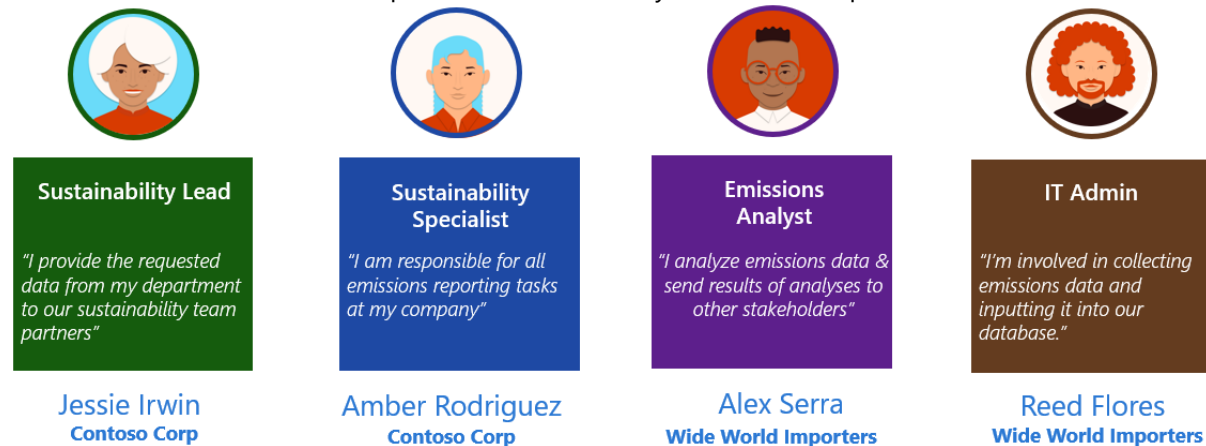 Sustainability Lead
"I provide the requested
data from my department
to our sustainability team
partners"
Jessie Irwin
Contoso Corp
Sustainability
Specialist
"I am responsible for all
emissions reporting tasks
at my company"
Amber Rodriguez
Contoso Corp
Emissions
Analyst
"I analyze emissions data &
send results of analyses to
other stakeholders"
Alex Serra
Wide World Importers
IT Admin
"I'm involved in collecting
emissions data and
inputting it into our
database."
Reed Flores
Wide World Importers